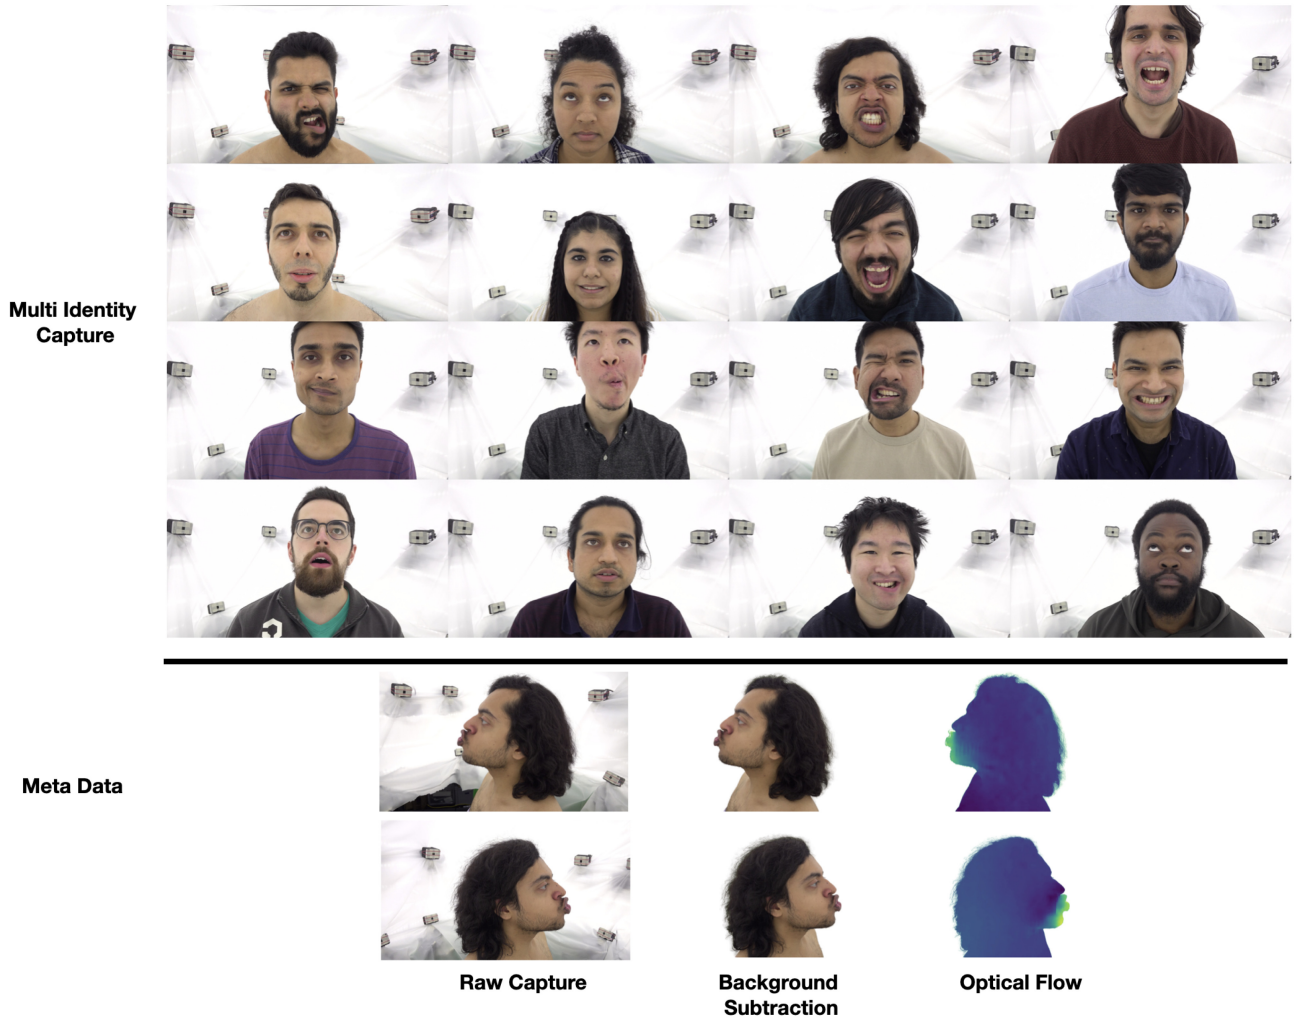 Multi Identity
Capture
Meta Data
Raw Capture
Background
Subtraction
Optical Flow